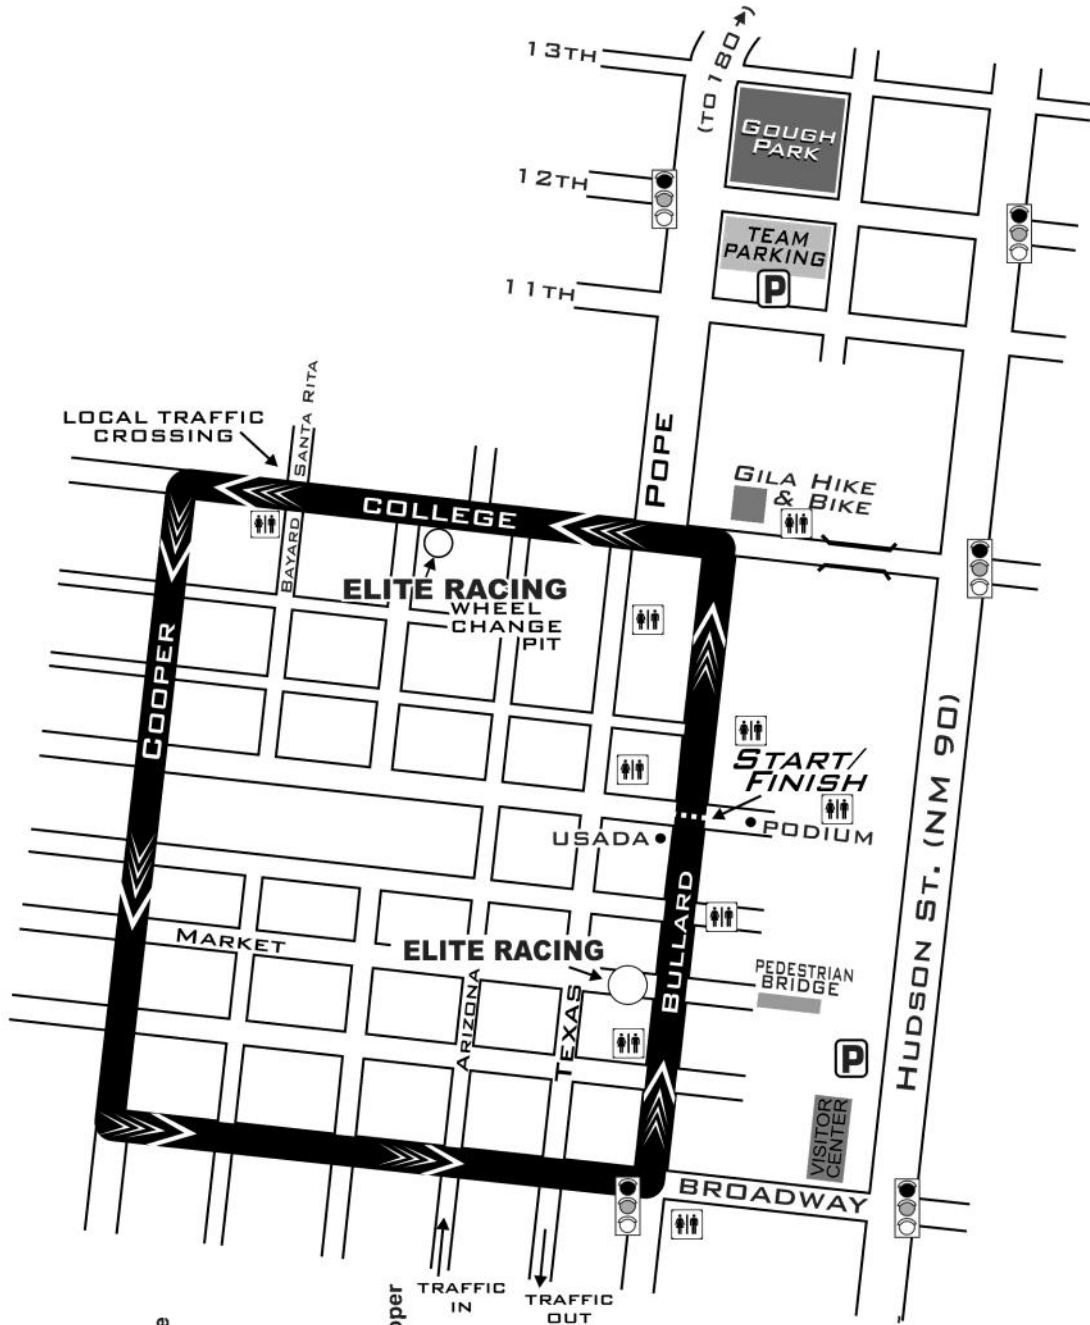 13TH
(TO 180
GOUGH
PARK
12TH
TEAM
PARKING
P
11TH
LOCAL TRAFFIC
CROSSING
SANTA RITA
POPE
GILA HIKE
& BIKE
COLLEGE
BAYARD
ELITE RACING
WHEEL
CHANGE
PIT
COOPER
START/
FINISH
USADA
PODIUM
HUDSON ST. (NM 90)
BULLARD
MARKET
ELITE RACING
ARIZONA
TEXAS
PEDESTRIAN
BRIDGE
P
VISITOR
CENTER
BROADWAY
TRAFFIC
IN
TRAFFIC
OUT
e
oper